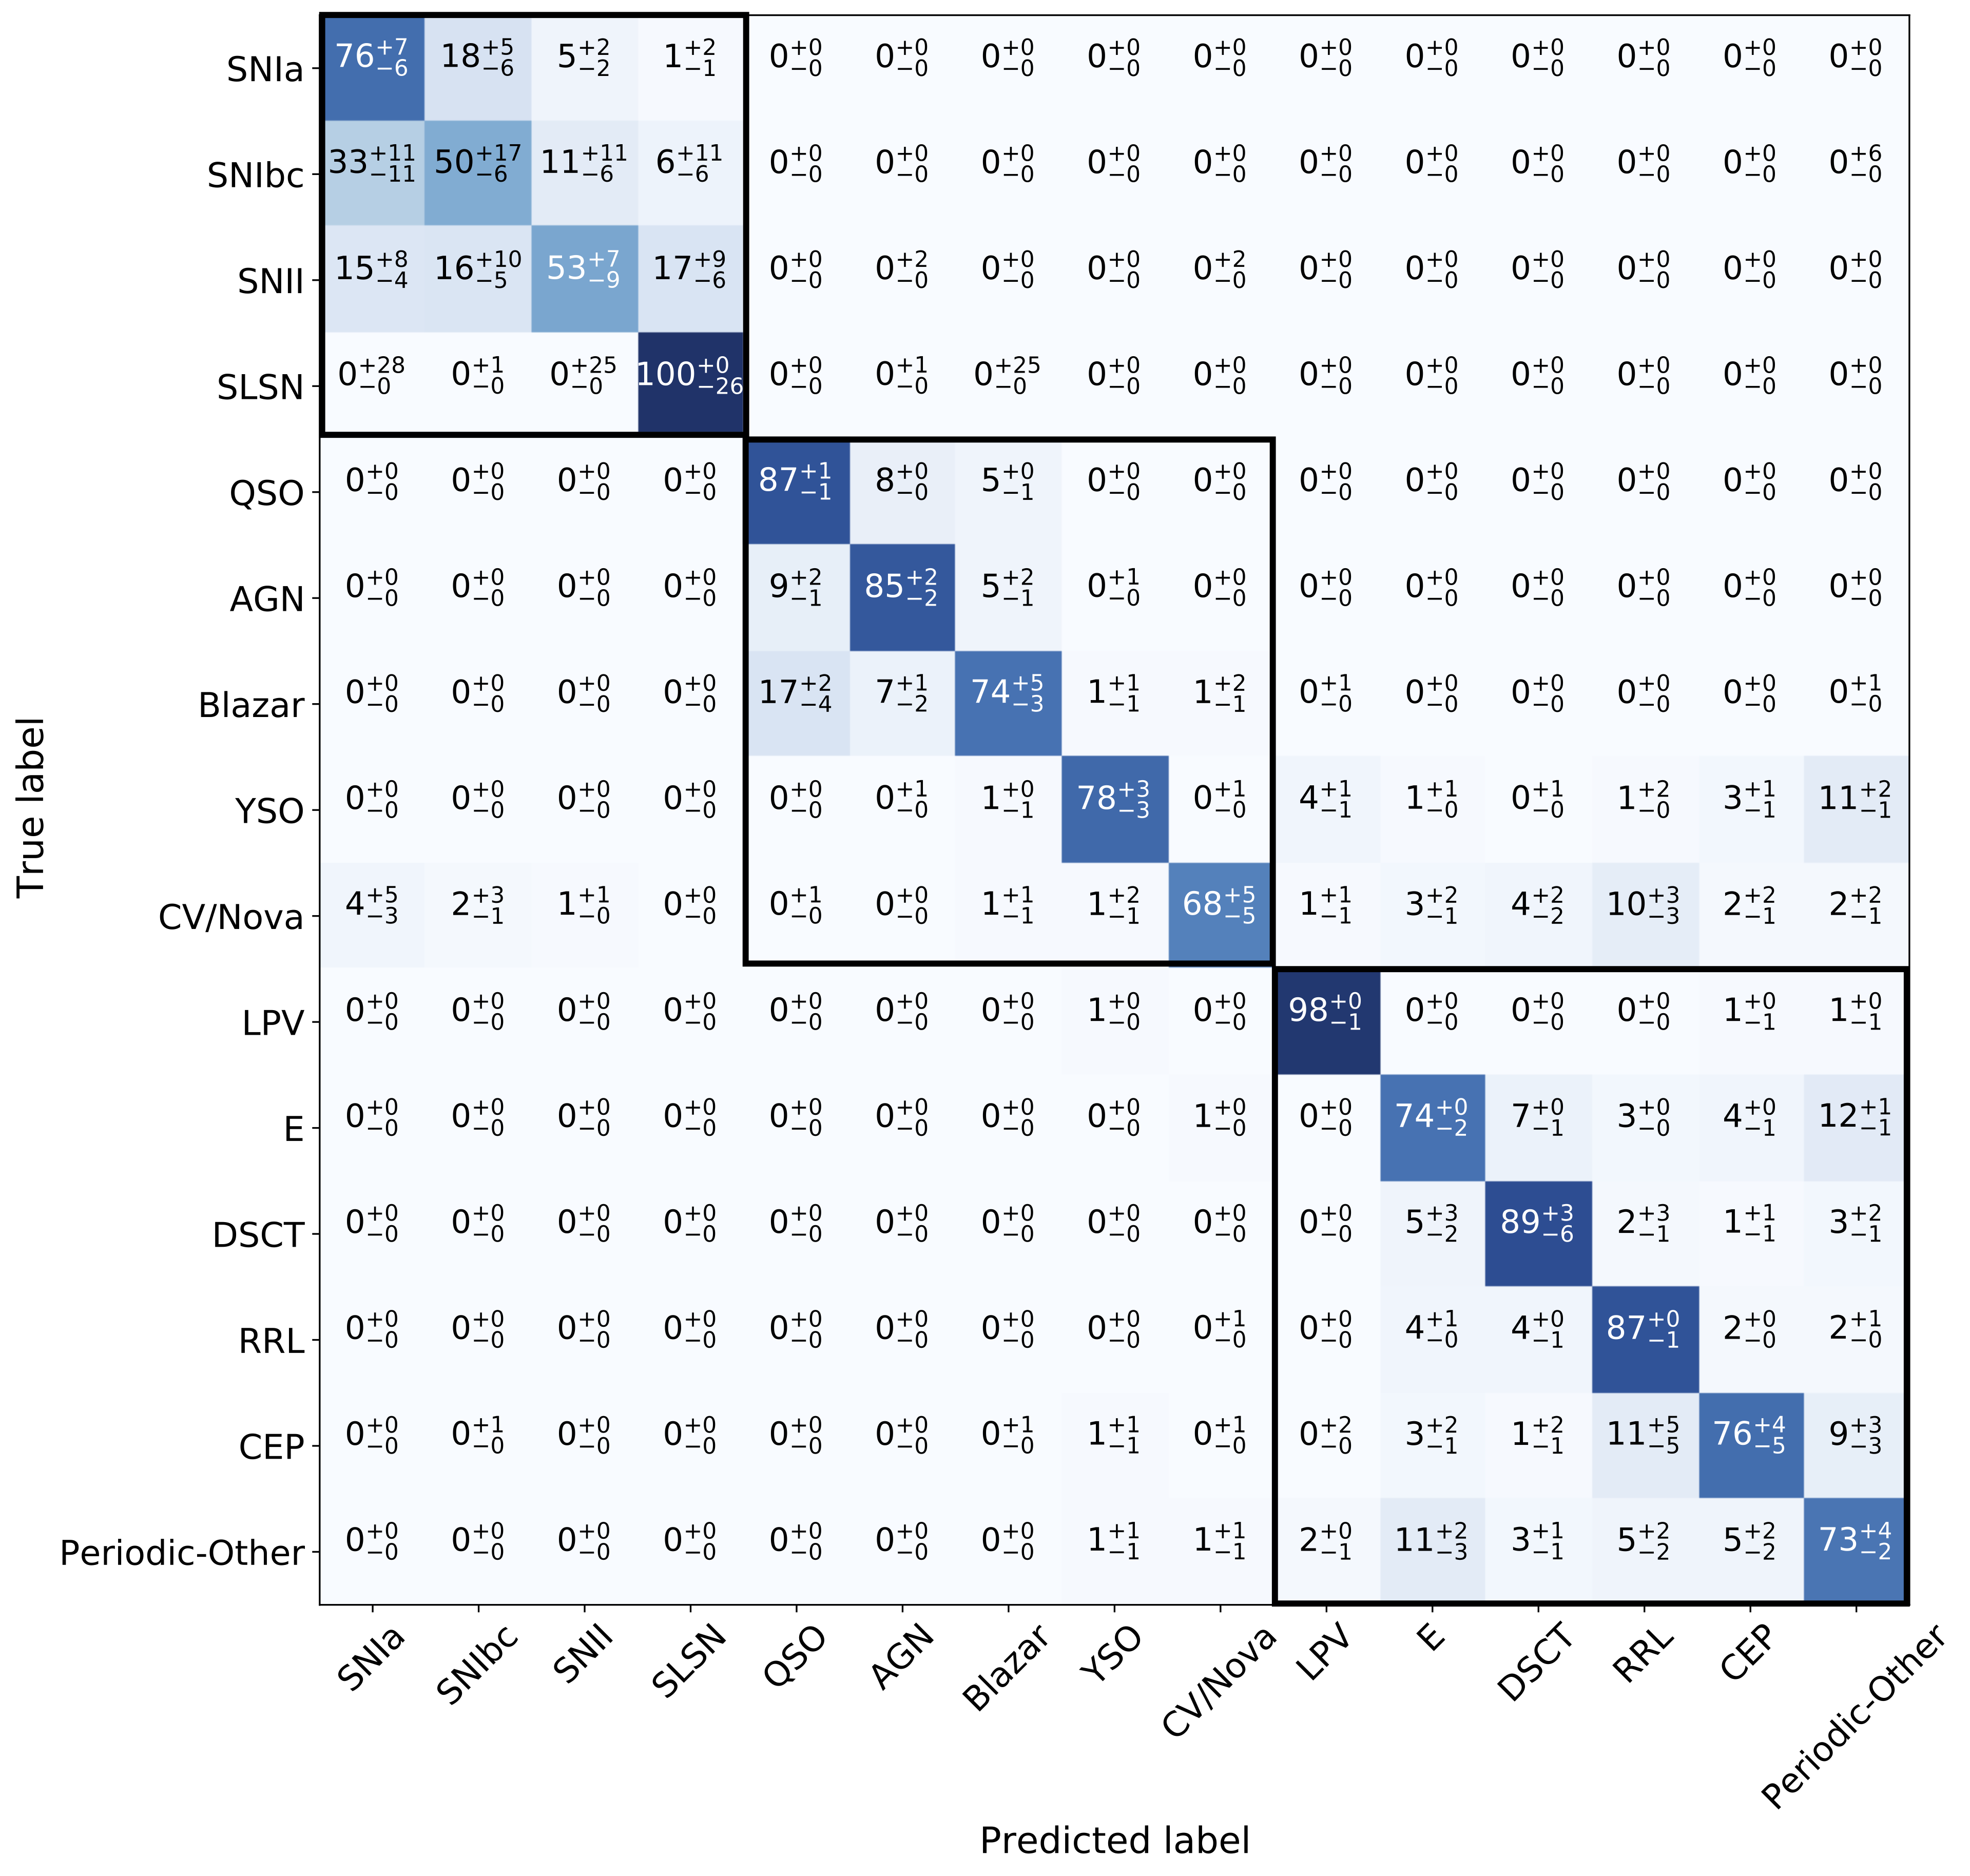 SNIa 76+7−6 18+5−6 5+2−2 1+2−1 0+0−0 0+0−0 0+0−0 0+0−0 0+0−0 0+0−0 0+0−0 0+0−0 0+0−0 0+0−0 0+0−0
SNIbc 33+11−11 50+17−6 11+11−6 6+11−6 0+0−0 0+0−0 0+0−0 0+0−0 0+0−0 0+0−0 0+0−0 0+0−0 0+0−0 0+0−0 0+6−0
SNII 15+8−4 16+10−5 53+7−9 17+9−6 0+0−0 0+2−0 0+0−0 0+0−0 0+2−0 0+0−0 0+0−0 0+0−0 0+0−0 0+0−0 0+0−0
SLSN 0+28−0 0+1−0 0+25−0 100+0−26 0+0−0 0+1−0 0+25−0 0+0−0 0+0−0 0+0−0 0+0−0 0+0−0 0+0−0 0+0−0 0+0−0
QSO 0+0−0 0+0−0 0+0−0 0+0−0 87+1−1 8+0−0 5+0−1 0+0−0 0+0−0 0+0−0 0+0−0 0+0−0 0+0−0 0+0−0 0+0−0
AGN 0+0−0 0+0−0 0+0−0 0+0−0 9+2−1 85+2−2 5+2−1 0+1−0 0+0−0 0+0−0 0+0−0 0+0−0 0+0−0 0+0−0 0+0−0
Blazar 0+0−0 0+0−0 0+0−0 0+0−0 17+2−4 7+1−2 74+5−3 1+1−1 1+2−1 0+1−0 0+0−0 0+0−0 0+0−0 0+0−0 0+1−0
YSO 0+0−0 0+0−0 0+0−0 0+0−0 0+0−0 0+1−0 1+0−1 78+3−3 0+1−0 4+1−1 1+1−0 0+1−0 1+2−0 3+1−1 11+2−1
CV/Nova 4+5−3 2+3−1 1+1−0 0+0−0 0+1−0 0+0−0 1+1−1 1+2−1 68+5−5 1+1−1 3+2−1 4+2−2 10+3−3 2+2−1 2+2−1
LPV 0+0−0 0+0−0 0+0−0 0+0−0 0+0−0 0+0−0 0+0−0 1+0−0 0+0−0 98+0−1 0+0−0 0+0−0 0+0−0 1+0−1 1+0−1
E 0+0−0 0+0−0 0+0−0 0+0−0 0+0−0 0+0−0 0+0−0 0+0−0 1+0−0 0+0−0 74+0−2 7+0−1 3+0−0 4+0−1 12+1−1
DSCT 0+0−0 0+0−0 0+0−0 0+0−0 0+0−0 0+0−0 0+0−0 0+0−0 0+0−0 0+0−0 5+3−2 89+3−6 2+3−1 1+1−1 3+2−1
RRL 0+0−0 0+0−0 0+0−0 0+0−0 0+0−0 0+0−0 0+0−0 0+0−0 0+1−0 0+0−0 4+1−0 4+0−1 87+0−1 2+0−0 2+1−0
CEP 0+0−0 0+1−0 0+0−0 0+0−0 0+0−0 0+0−0 0+1−0 1+1−1 0+1−0 0+2−0 3+2−1 1+2−1 11+5−5 76+4−5 9+3−3
Periodic-Other 0+0−0 0+0−0 0+0−0 0+0−0 0+0−0 0+0−0 0+0−0 1+1−1 1+1−1 2+0−1 11+2−3 3+1−1 5+2−2 5+2−2 73+4−2
True label
SNIa SNIbc SNII SLSN QSO AGN Blazar YSO CV/Nova LPV E DSCT RRL CEP Periodic-Other
Predicted label